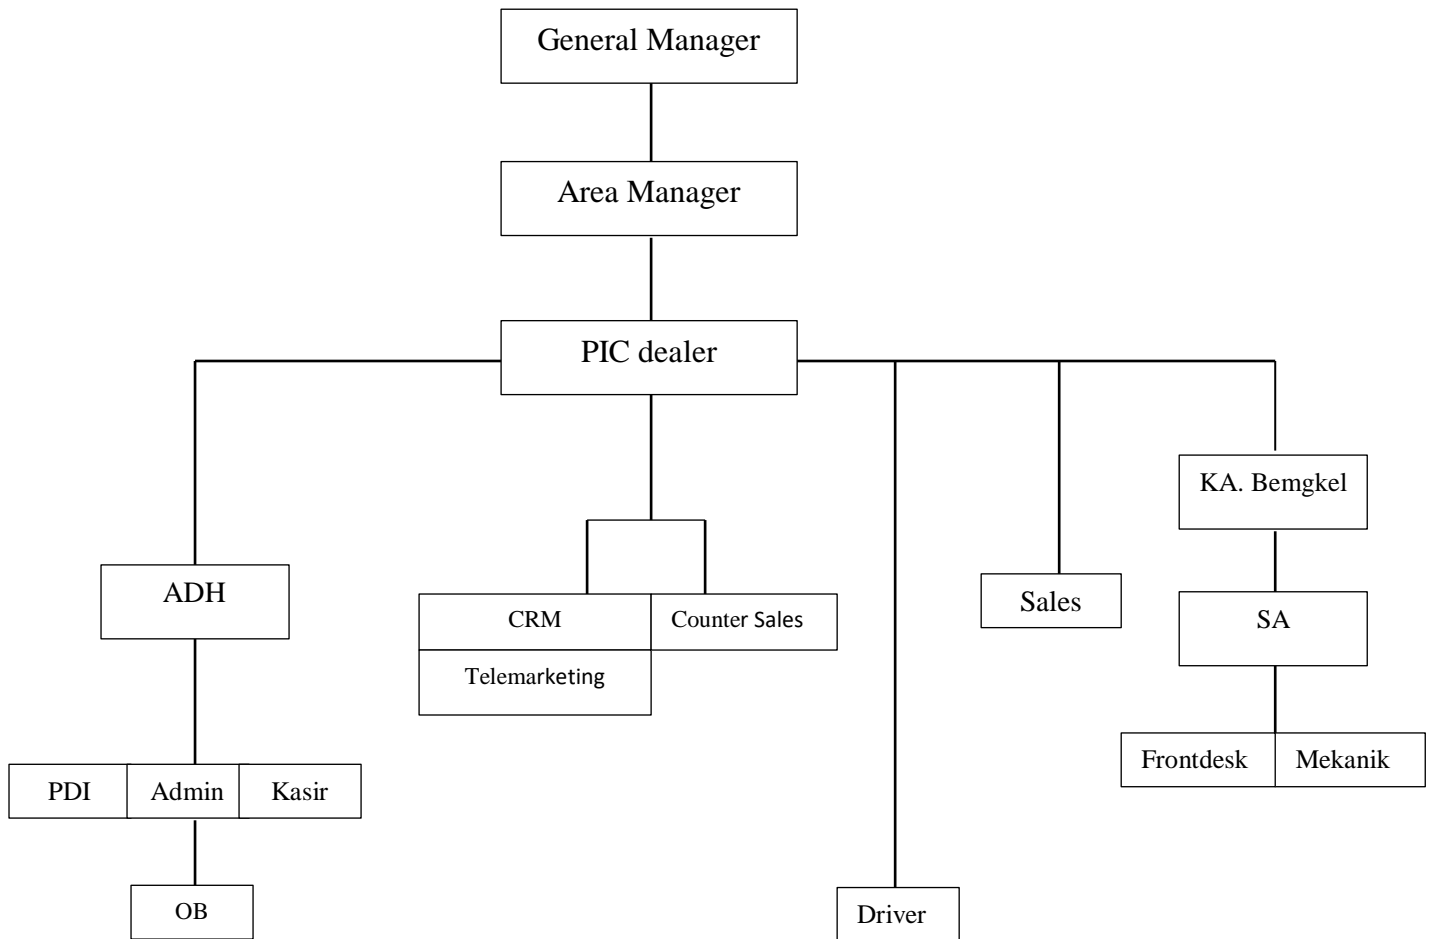 General Manager
Area Manager
PIC dealer
KA. Bemgkel
ADH
Sales
CRM
Counter Sales
SA
Telemarketing
Frontdesk
Mekanik
PDI
Admin
Kasir
OB
Driver